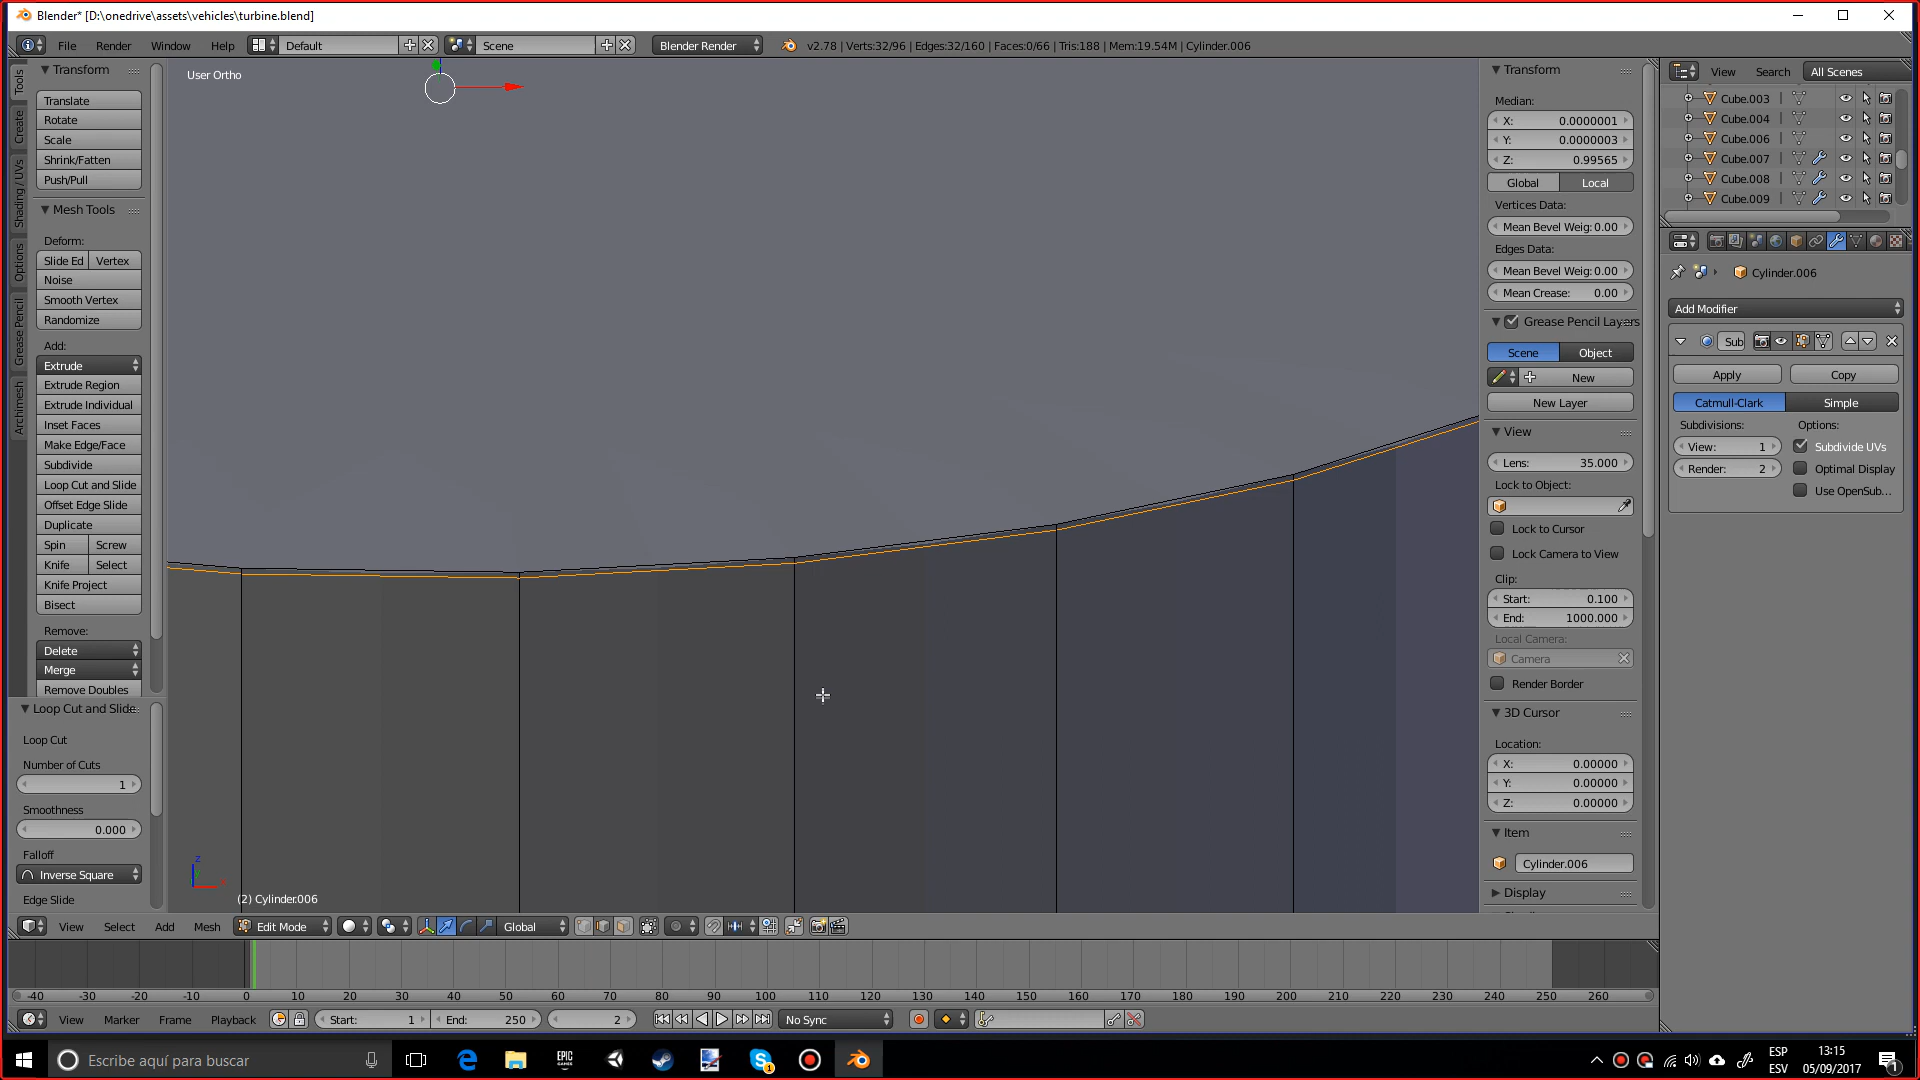 Blender* [D:\onedrive\assets\vehicles\turbine.blend]
File Render Window Help Default Scene Blender Render v2.78 | Verts:32/96 | Edges:32/160 | Faces:0/66 | Tris:188 | Mem:19.54M | Cylinder.006
Tools
Create
Shading / UVs
Options
Grease Pencil
Archimesh
Transform
Translate
Rotate
Scale
Shrink/Fatten
Push/Pull
Mesh Tools
Deform:
Slide Ed Vertex
Noise
Smooth Vertex
Randomize
Add:
Extrude
Extrude Region
Extrude Individual
Inset Faces
Make Edge/Face
Subdivide
Loop Cut and Slide
Offset Edge Slide
Duplicate
Spin Screw
Knife Select
Knife Project
Bisect
Remove:
Delete
Merge
Remove Doubles
Loop Cut and Slide
Loop Cut
Number of Cuts
1
Smoothness
0.000
Falloff
Inverse Square
Edge Slide
User Ortho
z
y
(2) Cylinder.006
Transform
Median:
X: 0.0000001
Y: 0.0000003
Z: 0.99565
Global Local
Vertices Data:
Mean Bevel Weig: 0.00
Edges Data:
Mean Bevel Weig: 0.00
Mean Crease: 0.00
Grease Pencil Layers
Scene Object
New
New Layer
View
Lens: 35.000
Lock to Object:
Lock to Cursor
Lock Camera to View
Clip:
Start: 0.100
End: 1000.000
Local Camera:
Camera
Render Border
3D Cursor
Location:
X: 0.00000
Y: 0.00000
Z: 0.00000
Item
Cylinder.006
Display
View Search All Scenes
Cube.003
Cube.004
Cube.006
Cube.007
Cube.008
Cube.009
Cylinder.006
Add Modifier
Sub
Apply Copy
Catmull-Clark Simple
Subdivisions: Options:
View: 1 Subdivide UVs
Render: 2 Optimal Display
Use OpenSub...
View Select Add Mesh Edit Mode Global
-40 -30 -20 -10 0 10 20 30 40 50 60 70 80 90 100 110 120 130 140 150 160 170 180 190 200 210 220 230 240 250 260
View Marker Frame Playback Start: 1 End: 250 2 No Sync
Escribe aquí para buscar
EPIC GAMES
1
ESP
ESV
13:15
05/09/2017
1